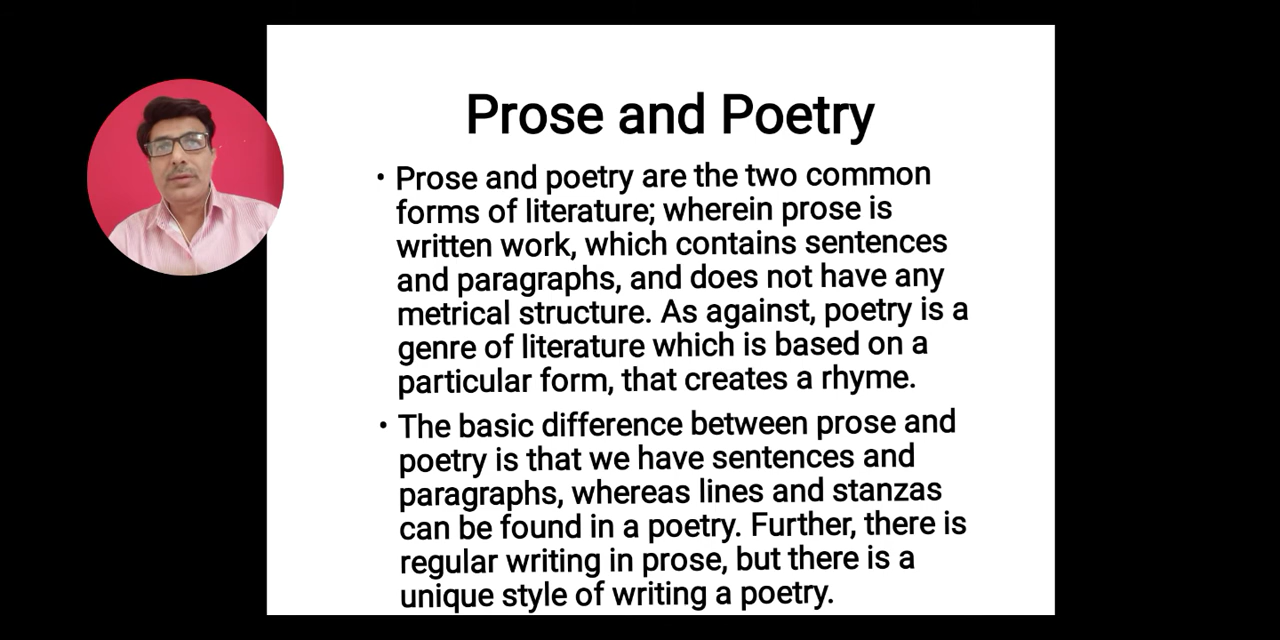 Prose and Poetry
• Prose and poetry are the two common
forms of literature; wherein prose is
written work, which contains sentences
and paragraphs, and does not have any
metrical structure. As against, poetry is a
genre of literature which is based on a
particular form, that creates a rhyme.
• The basic difference between prose and
poetry is that we have sentences and
paragraphs, whereas lines and stanzas
can be found in a poetry. Further, there is
regular writing in prose, but there is a
unique style of writing a poetry.